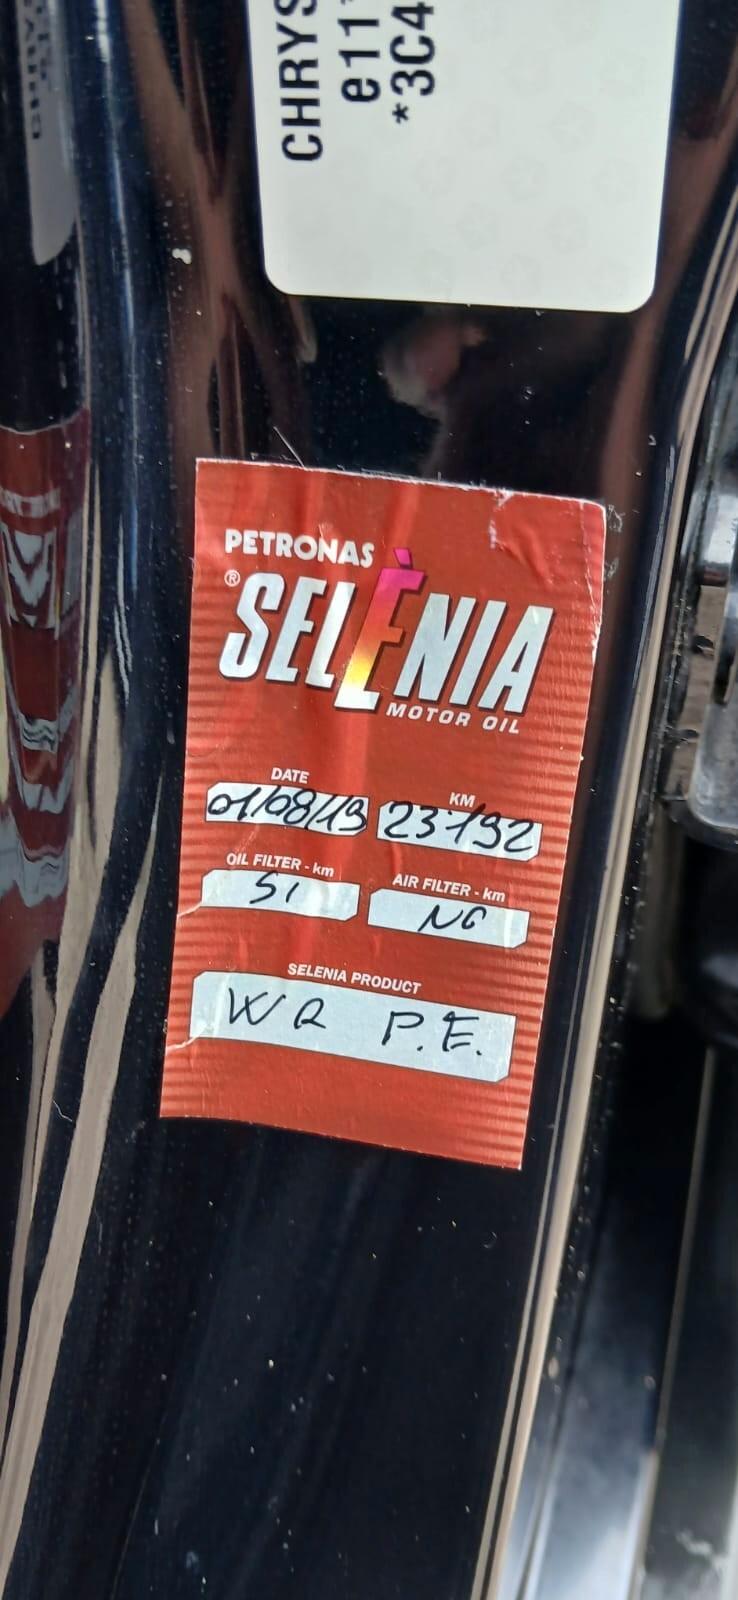 CHRYS
e11*
*3C4
PETRONAS
® SELÈNIA
MOTOR OIL
DATE
KM
01/08/19 23192
OIL FILTER - km
AIR FILTER - km
SI
NO
SELENIA PRODUCT
WR P.E.